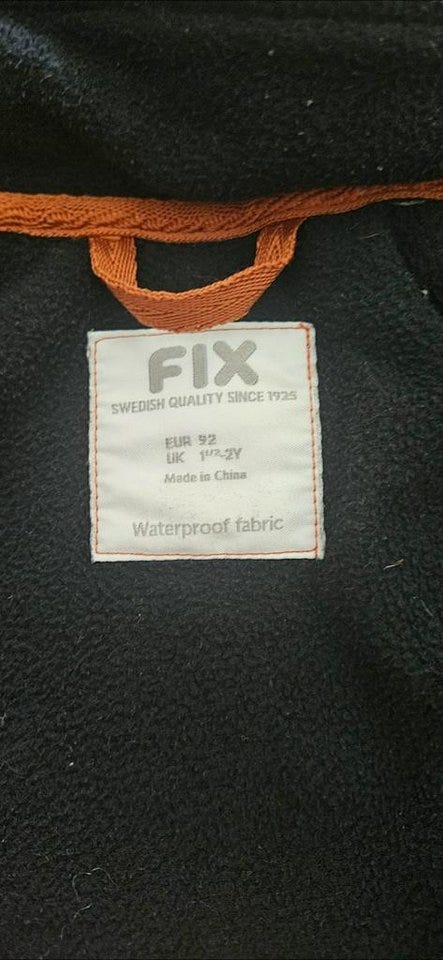 FIX
SWEDISH QUALITY SINCE 1925
EUR 92
UK 1¹/²-2Y
Made in China
Waterproof fabric